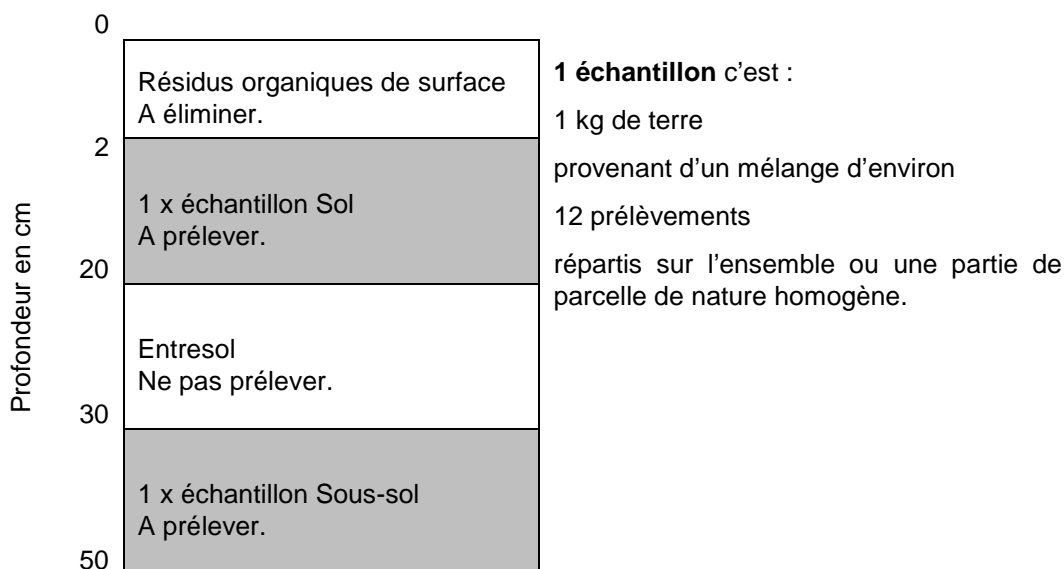 0
Résidus organiques de surface
A éliminer.
2
1 x échantillon Sol
A prélever.
20
Entresol
Ne pas prélever.
30
1 x échantillon Sous-sol
A prélever.
50
Profondeur en cm
1 échantillon c’est :
1 kg de terre
provenant d’un mélange d’environ
12 prélèvements
répartis sur l’ensemble ou une partie de
parcelle de nature homogène.